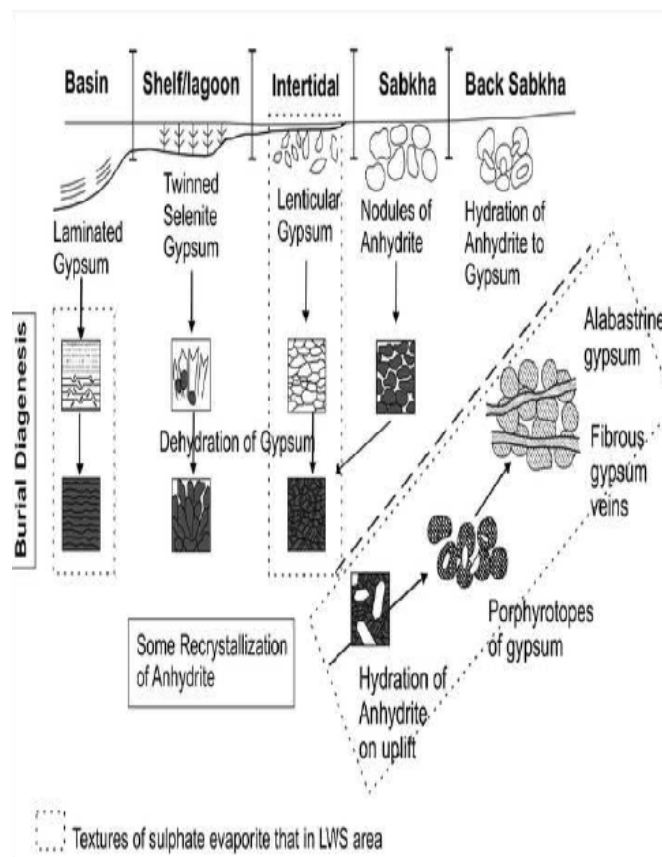 Basin
Shelf/lagoon
Intertidal
Sabkha
Back Sabkha
Laminated
Gypsum
Twinned
Selenite
Gypsum
Lenticular
Gypsum
Nodules of
Anhydrite
Hydration of
Anhydrite to
Gypsum
Burial Diagenesis
Dehydration of Gypsum
Alabastrine
gypsum
Fibrous
gypsum
veins
Porphyrotopes
of gypsum
Some Recrystallization
of Anhydrite
Hydration of
Anhydrite
on uplift
Textures of sulphate evaporite that in LWS area